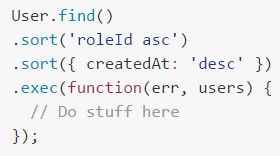 User.find()
.sort('roleId asc')
.sort({ createdAt: 'desc' })
.exec(function(err, users) {
  // Do stuff here
});